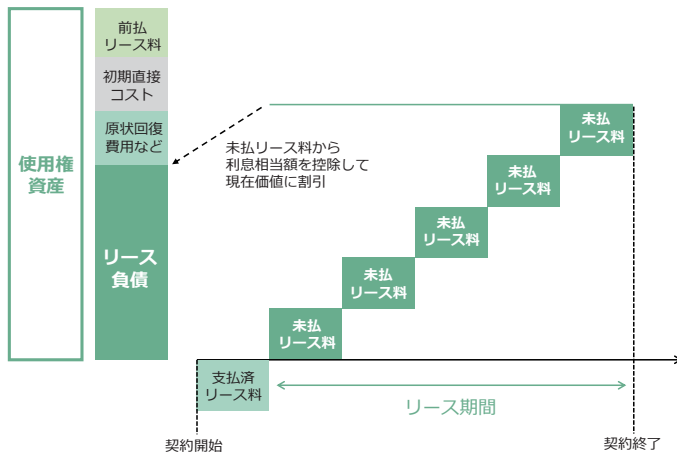 使用権
資産
前払
リース料
初期直接
コスト
原状回復
費用など
リース
負債
未払リース料から
利息相当額を控除して
現在価値に割引
未払
リース料
未払
リース料
未払
リース料
未払
リース料
未払
リース料
支払済
リース料
リース期間
契約開始
契約終了